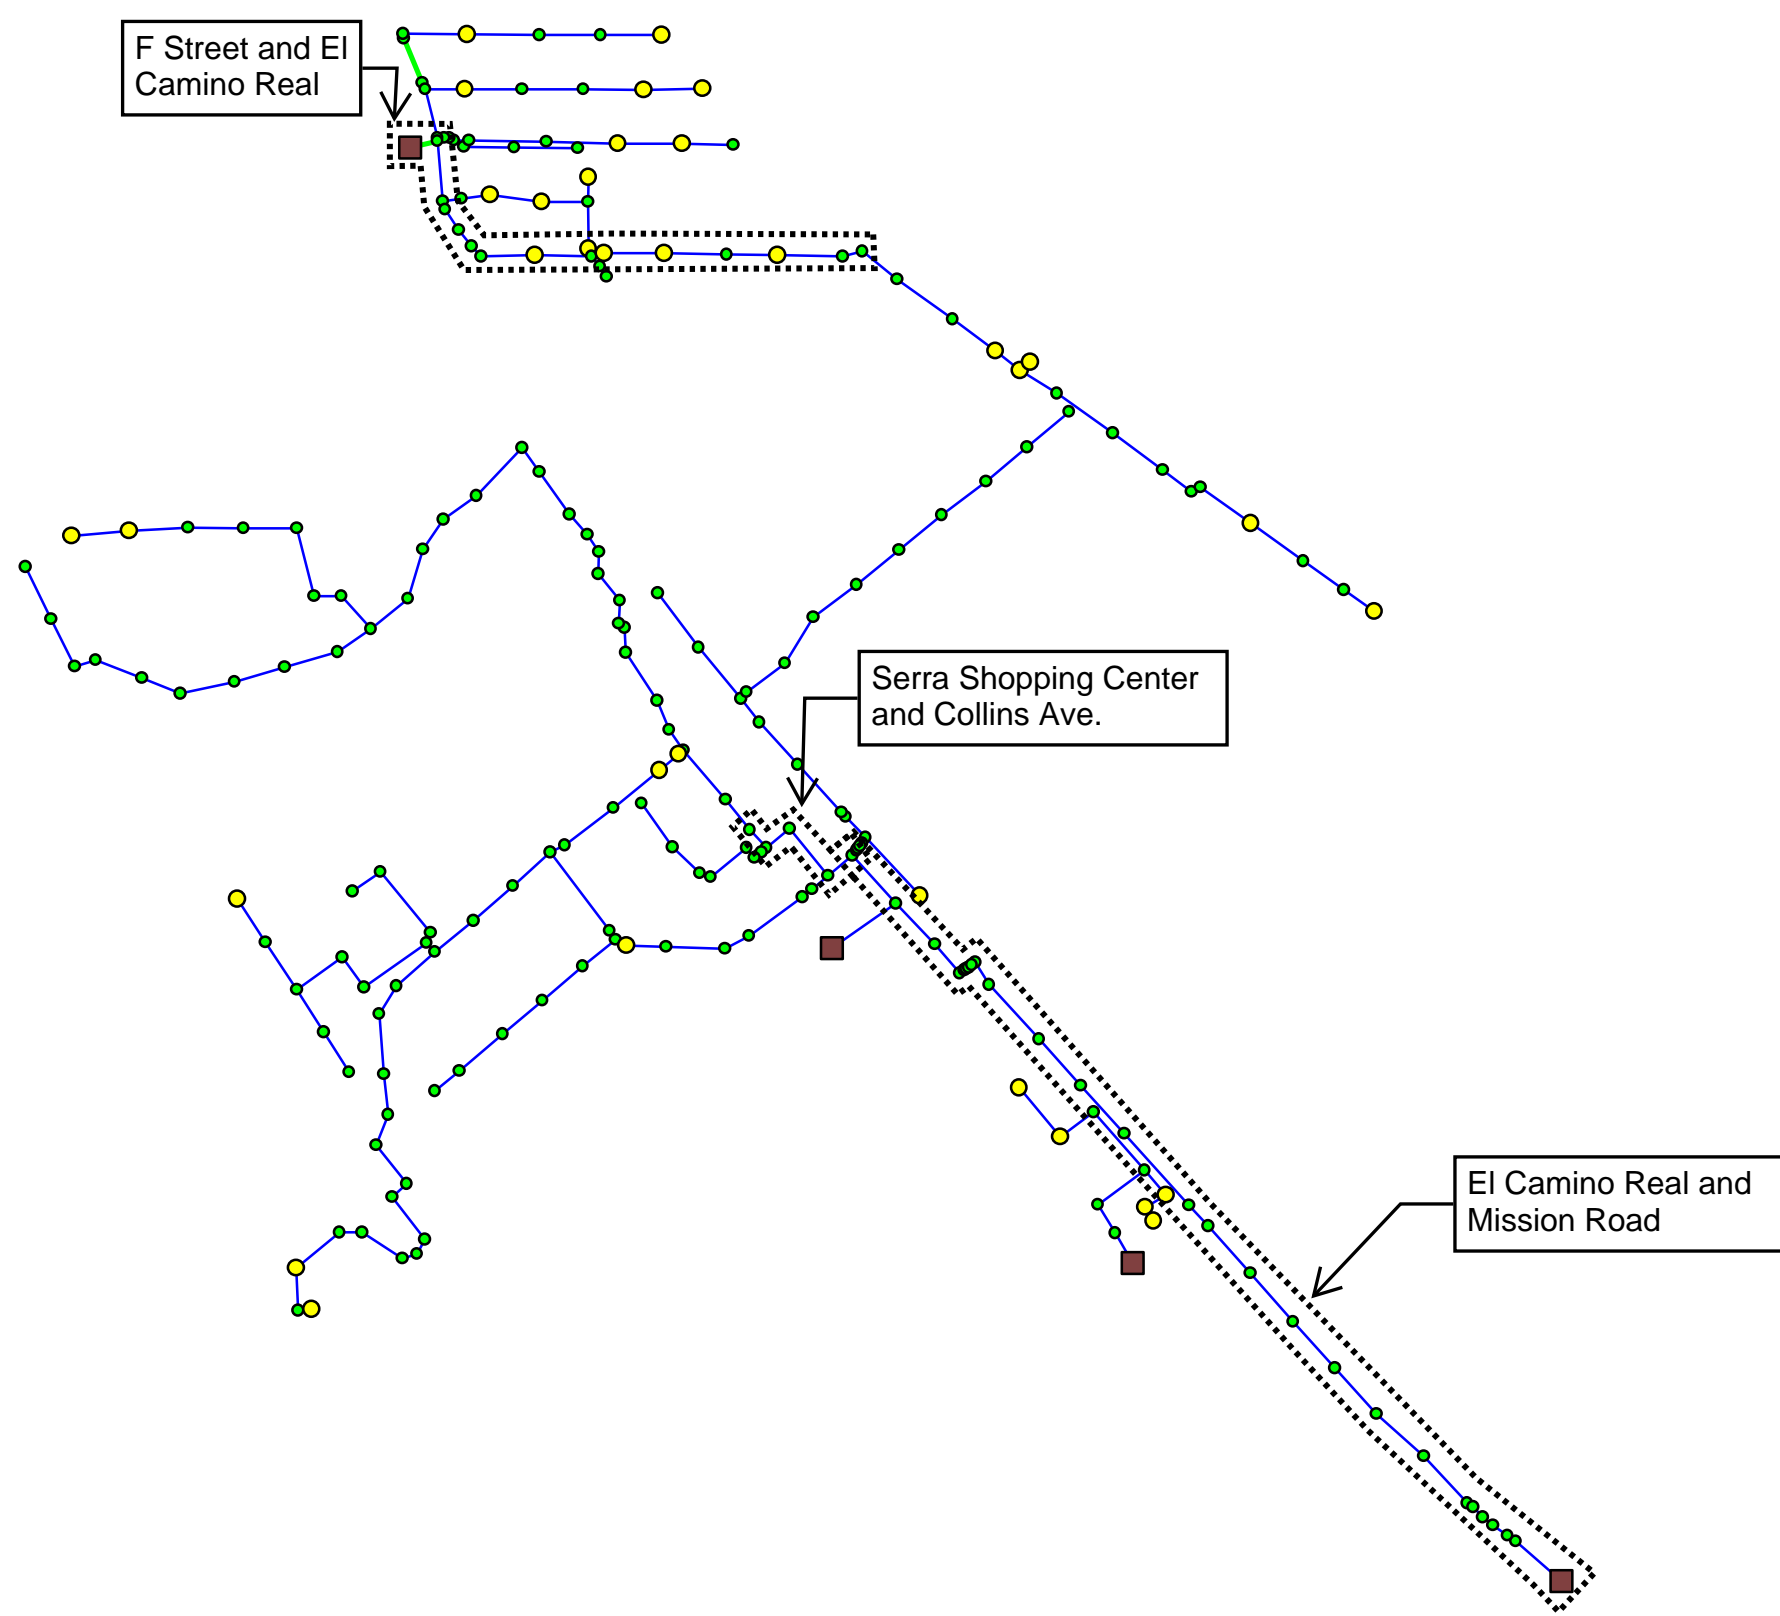 F Street and El
Camino Real
Serra Shopping Center
and Collins Ave.
El Camino Real and
Mission Road